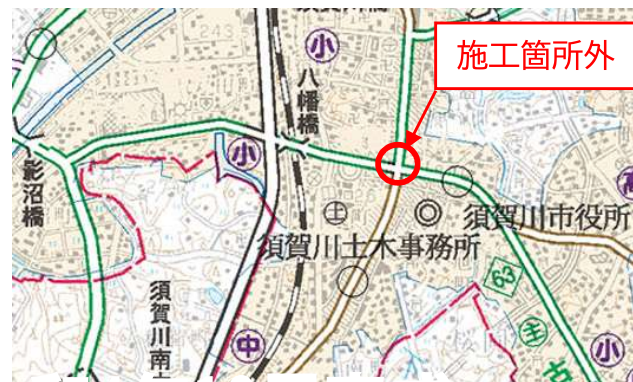 施工箇所外
小
八幡橋
小
影沼橋
土
須賀川市役所
須賀川土木事務所
63
須賀川南
主
中
小